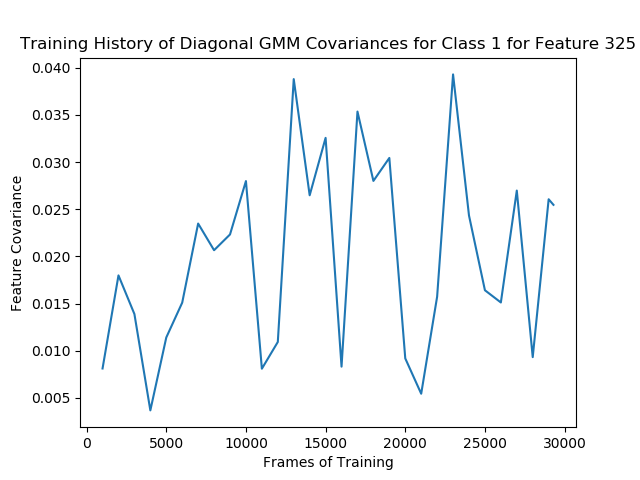 Training History of Diagonal GMM Covariances for Class 1 for Feature 325
0.040
0.035
0.030
0.025
0.020
0.015
0.010
0.005
Feature Covariance
0 5000 10000 15000 20000 25000 30000
Frames of Training